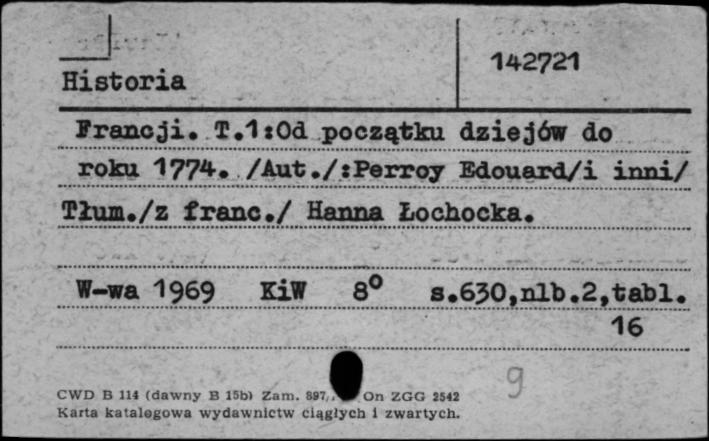 142721
Historia
Francji. T.1:Od początku dziejów do
roku 1774. /Aut./:Perroy Edouard/i inni/
Tłum./z franc./ Hanna Łochocka.
W-wa 1969 KiW 8° s.630,nlb.2,tabl.
16
9
CWD B 114 (dawny B 15b) Zam. 897/ On ZGG 2542
Karta katalogowa wydawnictw ciągłych i zwartych.